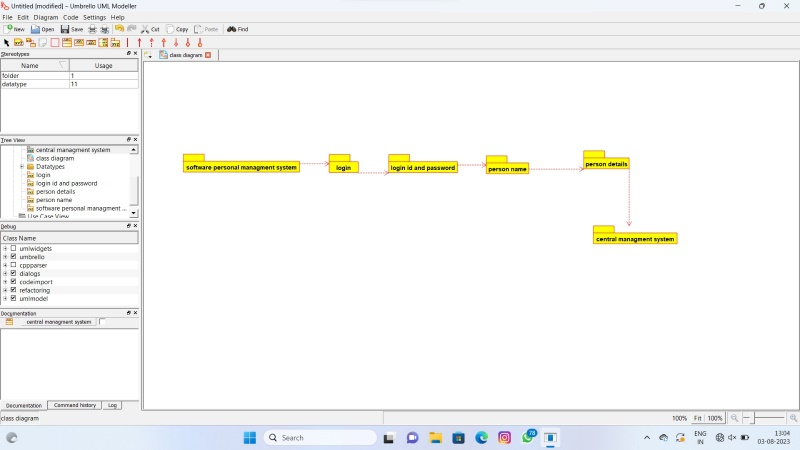 Untitled [modified] – Umbrello UML Modeller
File Edit Diagram Code Settings Help
New Open Save Cut Copy Paste Find
Stereotypes
Name Usage
folder 1
datatype 11
Tree View
central managment system
class diagram
Datatypes
login
login id and password
person details
person name
software personal managment ...
Use Case View
Debug
Class Name
umlwidgets
umbrello
cppparser
dialogs
codeimport
refactoring
umlmodel
Documentation
central managment system
Documentation Command history Log
class diagram
class diagram
software personal managment system
login
login id and password
person name
person details
central managment system
100% Fit 100%
Search
78
ENG
IN
13:04
03-08-2023